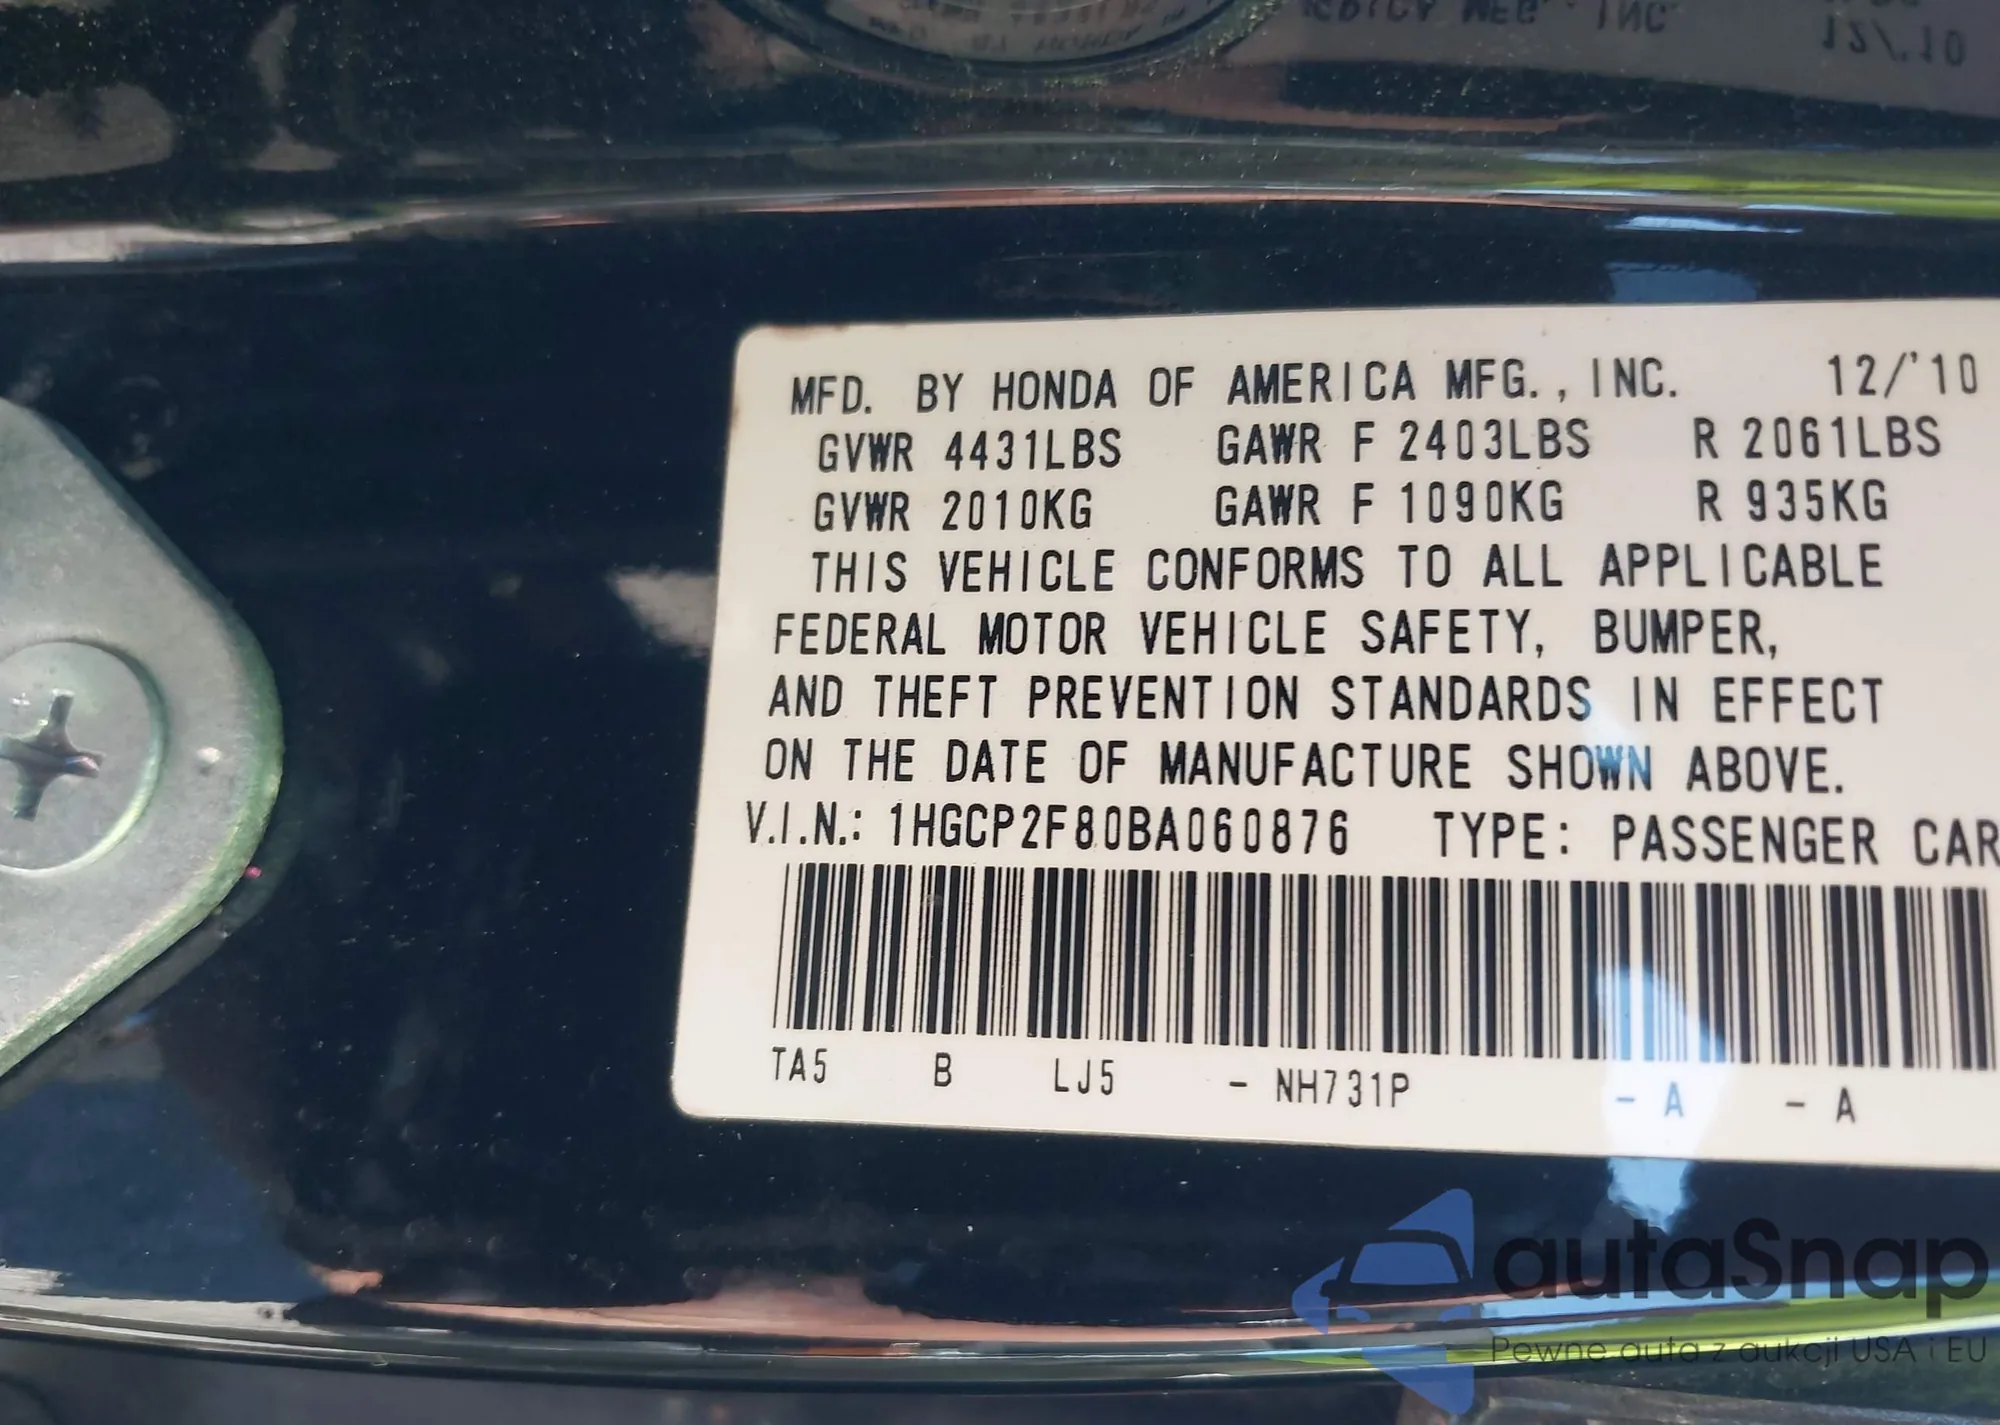 MFD. BY HONDA OF AMERICA MFG., INC. 12/'10
GVWR 4431LBS GAWR F 2403LBS R 2061LBS
GVWR 2010KG GAWR F 1090KG R 935KG
THIS VEHICLE CONFORMS TO ALL APPLICABLE
FEDERAL MOTOR VEHICLE SAFETY, BUMPER,
AND THEFT PREVENTION STANDARDS IN EFFECT
ON THE DATE OF MANUFACTURE SHOWN ABOVE.
V.I.N.: 1HGCP2F80BA060876 TYPE: PASSENGER CAR
TA5 B LJ5 - NH731P - A - A
autaSnap
Pewne auta z aukcji USA i EU